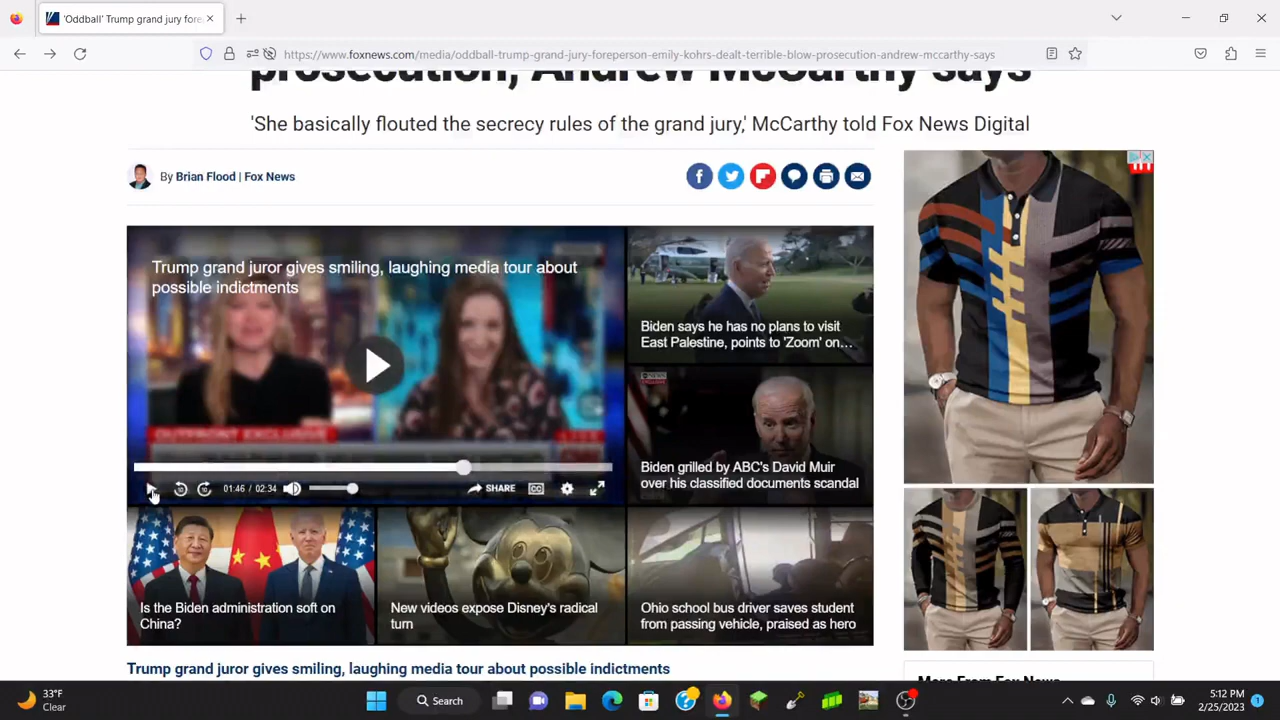 'Oddball' Trump grand jury fore
https://www.foxnews.com/media/oddball-trump-grand-jury-foreperson-emily-kohrs-dealt-terrible-blow-prosecution-andrew-mccarthy-says
prosecution, Andrew McCarthy says
'She basically flouted the secrecy rules of the grand jury,' McCarthy told Fox News Digital
By Brian Flood | Fox News
Trump grand juror gives smiling, laughing media tour about
possible indictments
OUTFRONT EXCLUSIVE
10 10 01:46 / 02:34 SHARE CC
Biden says he has no plans to visit
East Palestine, points to 'Zoom' on...
Biden grilled by ABC's David Muir
over his classified documents scandal
Is the Biden administration soft on
China?
New videos expose Disney's radical
turn
Ohio school bus driver saves student
from passing vehicle, praised as hero
Trump grand juror gives smiling, laughing media tour about possible indictments
More From Fox News
33°F
Clear
Search
5:12 PM
2/25/2023
1